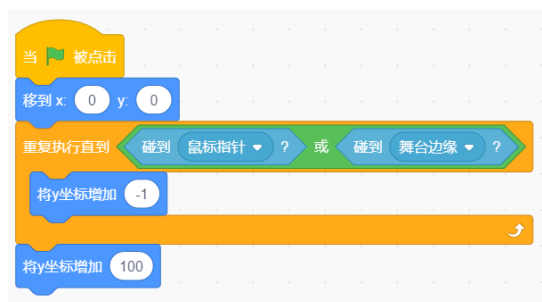 当 被点击
移到 x: 0 y: 0
重复执行直到 碰到 鼠标指针 ? 或 碰到 舞台边缘 ?
将y坐标增加 -1
将y坐标增加 100